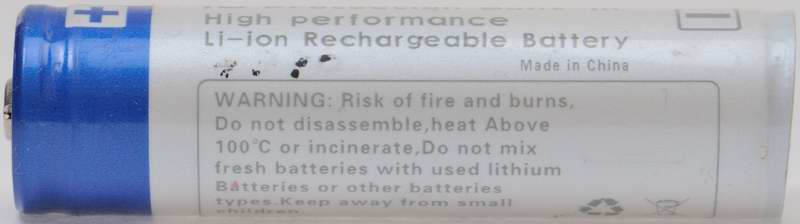 High performance
Li-ion Rechargeable Battery
Made in China
WARNING: Risk of fire and burns,
Do not disassemble,heat Above
100°C or incinerate,Do not mix
fresh batteries with used lithium
Batteries or other batteries
types.Keep away from small
children.